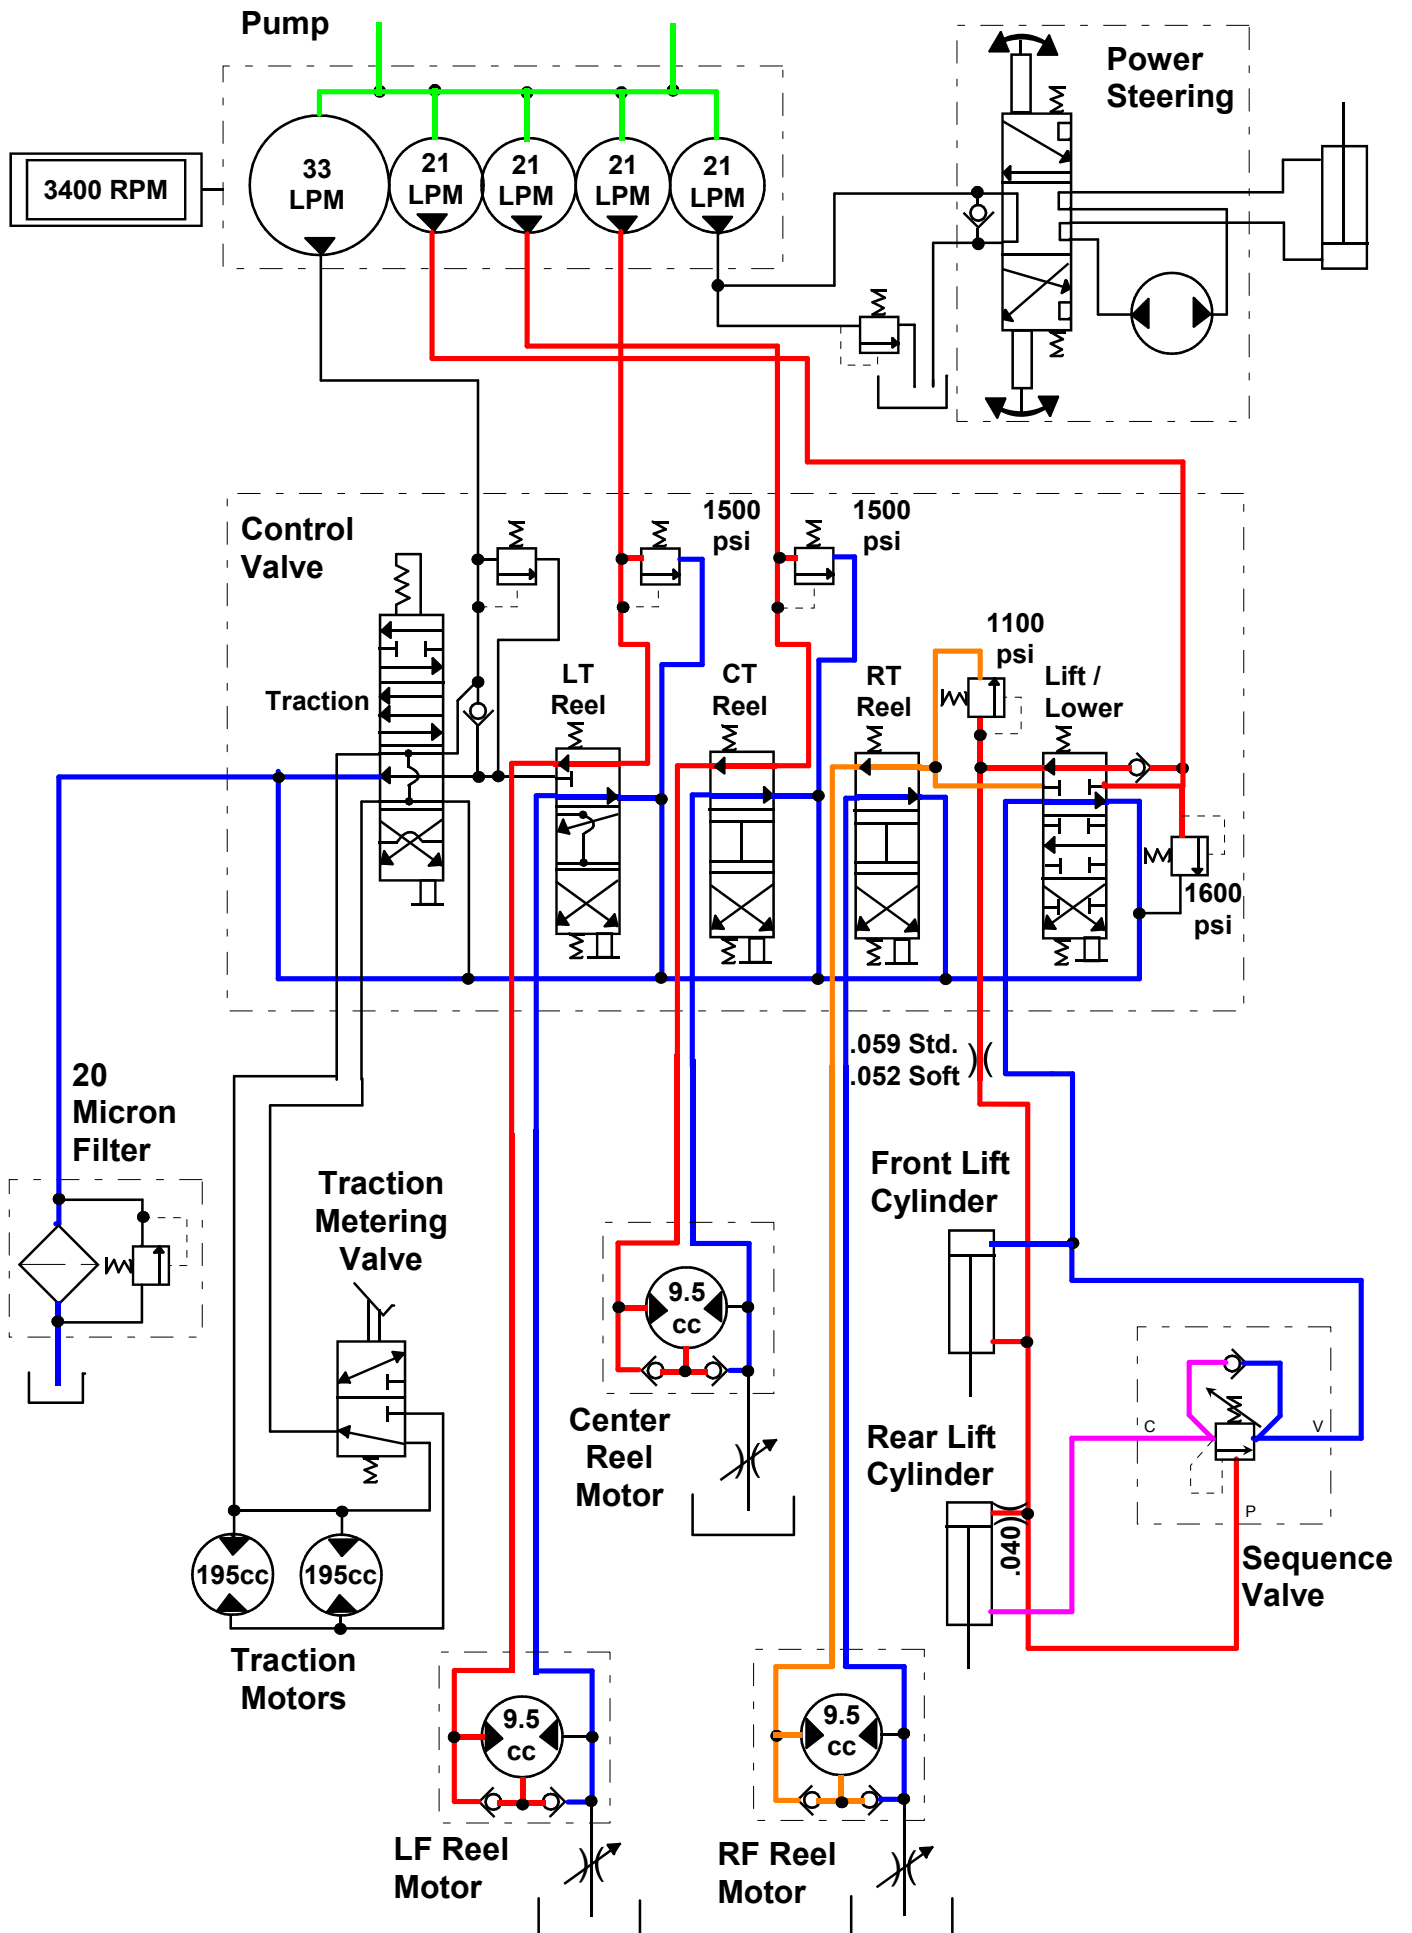 Pump
Power
Steering
33
LPM
21
LPM
21
LPM
21
LPM
21
LPM
3400 RPM
Control
Valve
1500
psi
1500
psi
1100
psi
LT
Reel
CT
Reel
RT
Reel
Lift /
Lower
Traction
1600
psi
.059 Std.
.052 Soft
20
Micron
Filter
Traction
Metering
Valve
Front Lift
Cylinder
9.5
cc
Center
Reel
Motor
Rear Lift
Cylinder
C
V
P
.040
Sequence
Valve
195cc
195cc
Traction
Motors
9.5
cc
9.5
cc
LF Reel
Motor
RF Reel
Motor